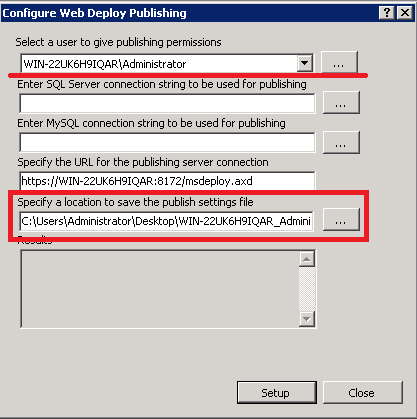 Configure Web Deploy Publishing
Select a user to give publishing permissions
WIN-22UK6H9IQAR\Administrator
...
Enter SQL Server connection string to be used for publishing
...
Enter MySQL connection string to be used for publishing
...
Specify the URL for the publishing server connection
https://WIN-22UK6H9IQAR:8172/msdeploy.axd
Specify a location to save the publish settings file
C:\Users\Administrator\Desktop\WIN-22UK6H9IQAR_Admini
...
Results
Setup
Close